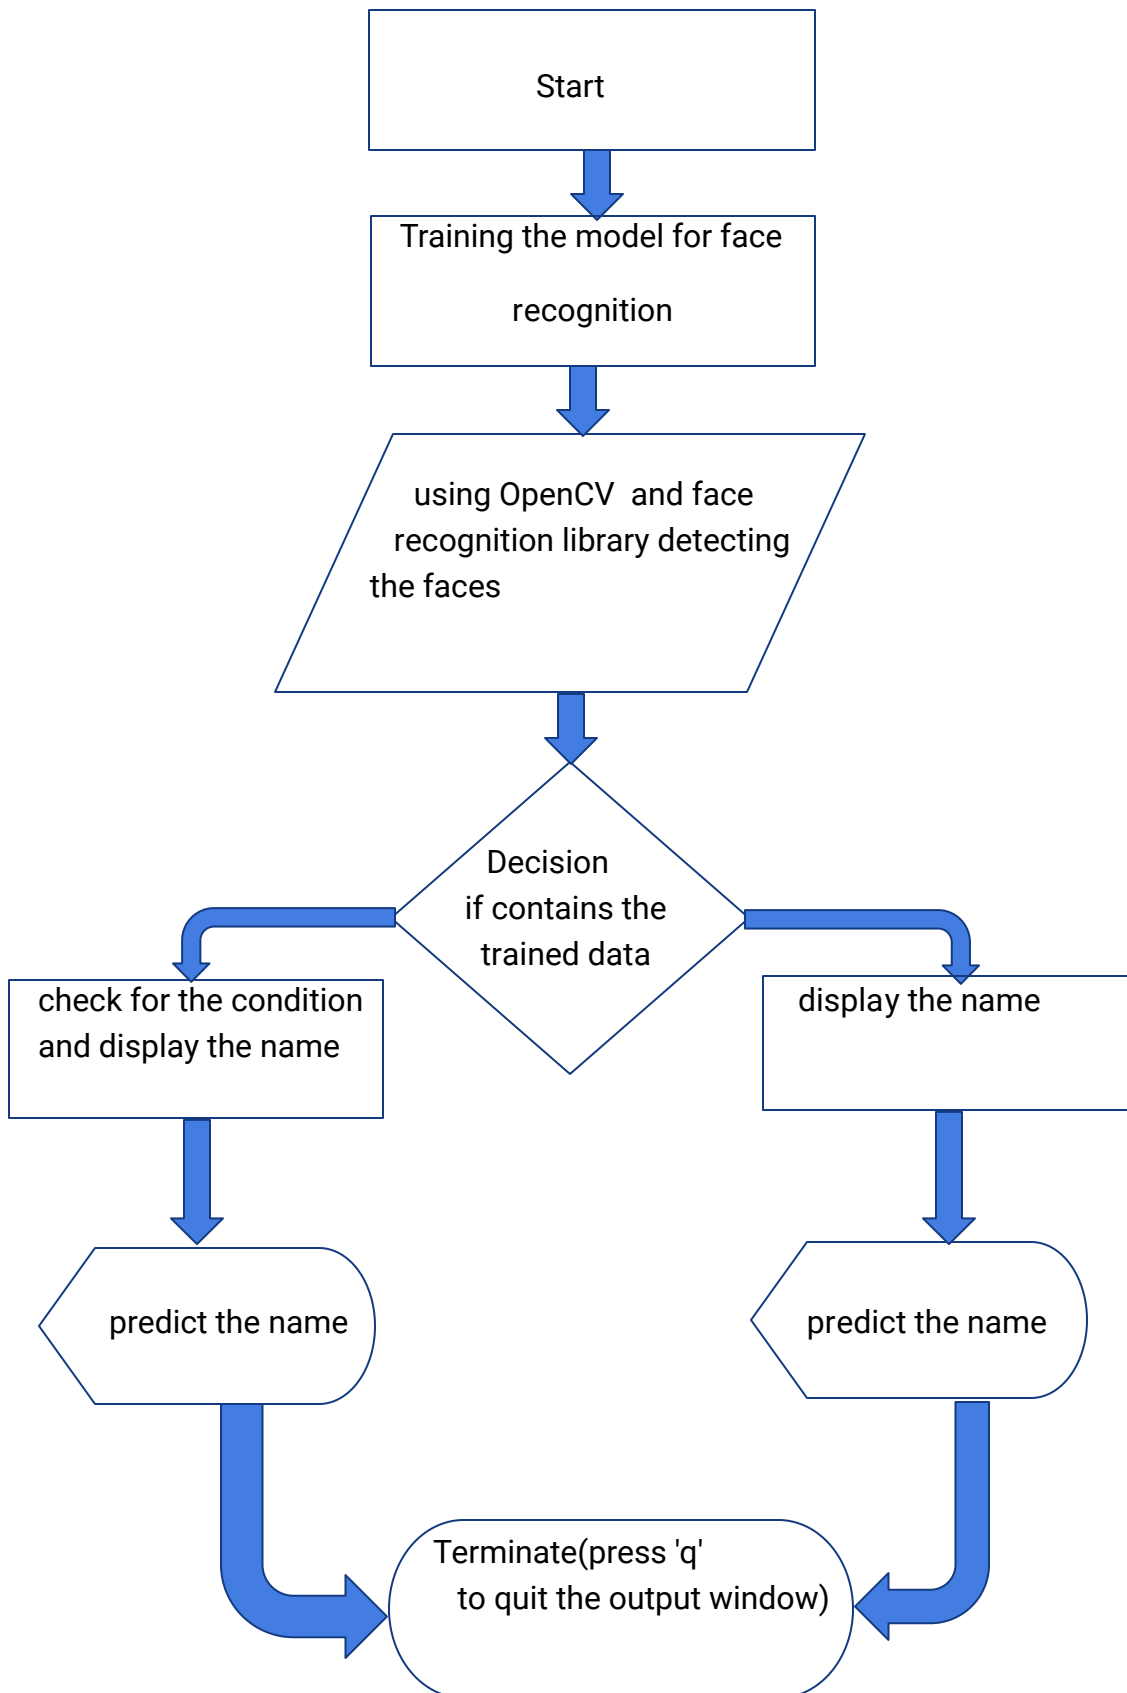 Start
Training the model for face
recognition
using OpenCV  and face
recognition library detecting
the faces
Decision
if contains the
trained data
check for the condition
and display the name
display the name
predict the name
predict the name
Terminate(press 'q'
to quit the output window)